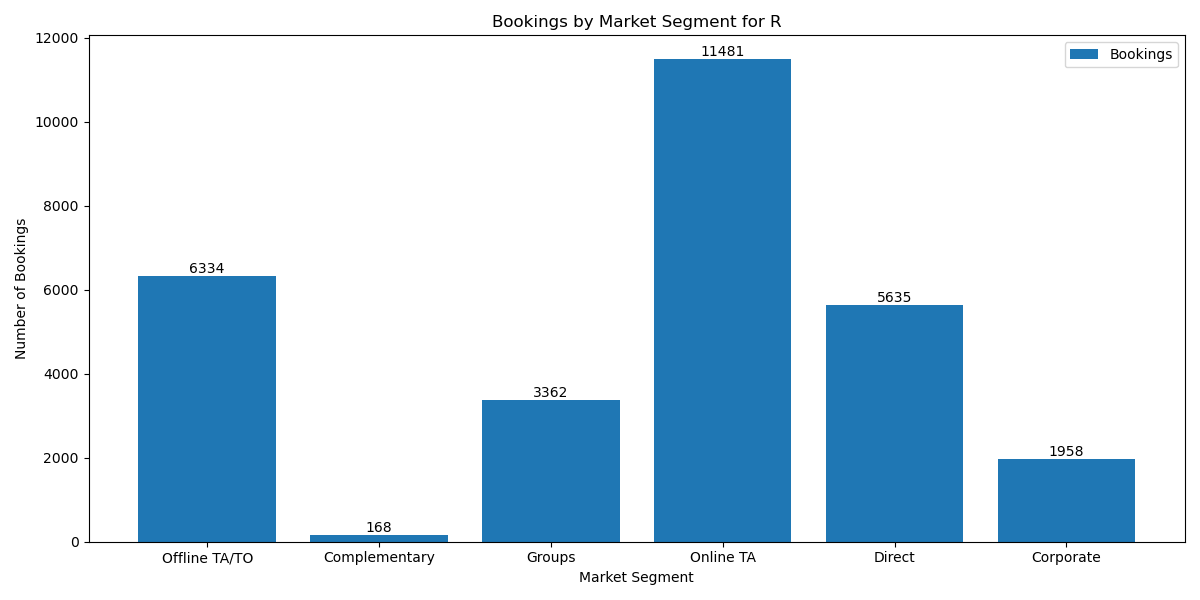 Bookings by Market Segment for R
Bookings
Number of Bookings
12000
10000
8000
6000
4000
2000
0
6334
168
3362
11481
5635
1958
Offline TA/TO
Complementary
Groups
Online TA
Direct
Corporate
Market Segment